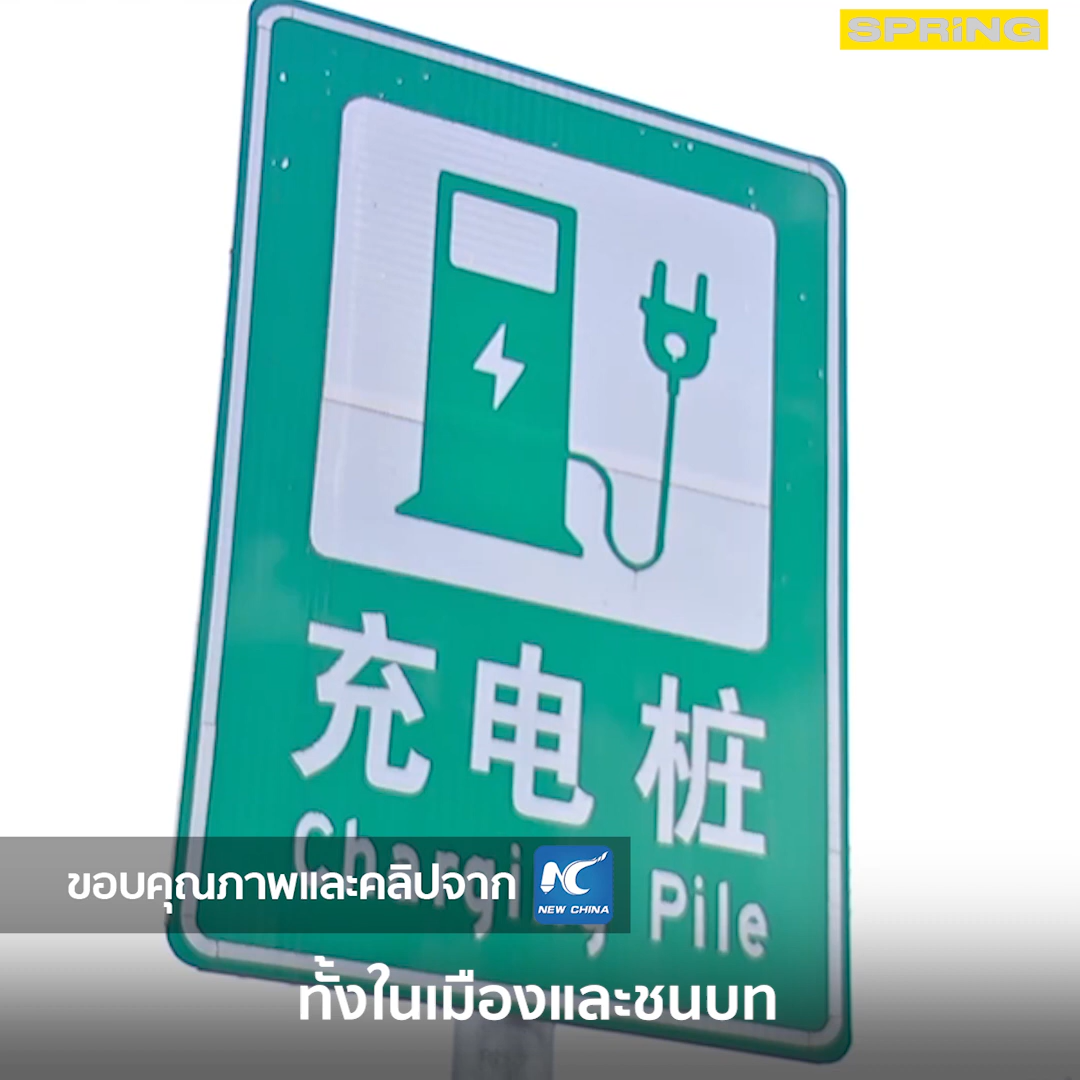 SPRiNG
充电桩
Charging Pile
ขอบคุณภาพและคลิปจาก
NC
NEW CHINA
ทั้งในเมืองและชนบท